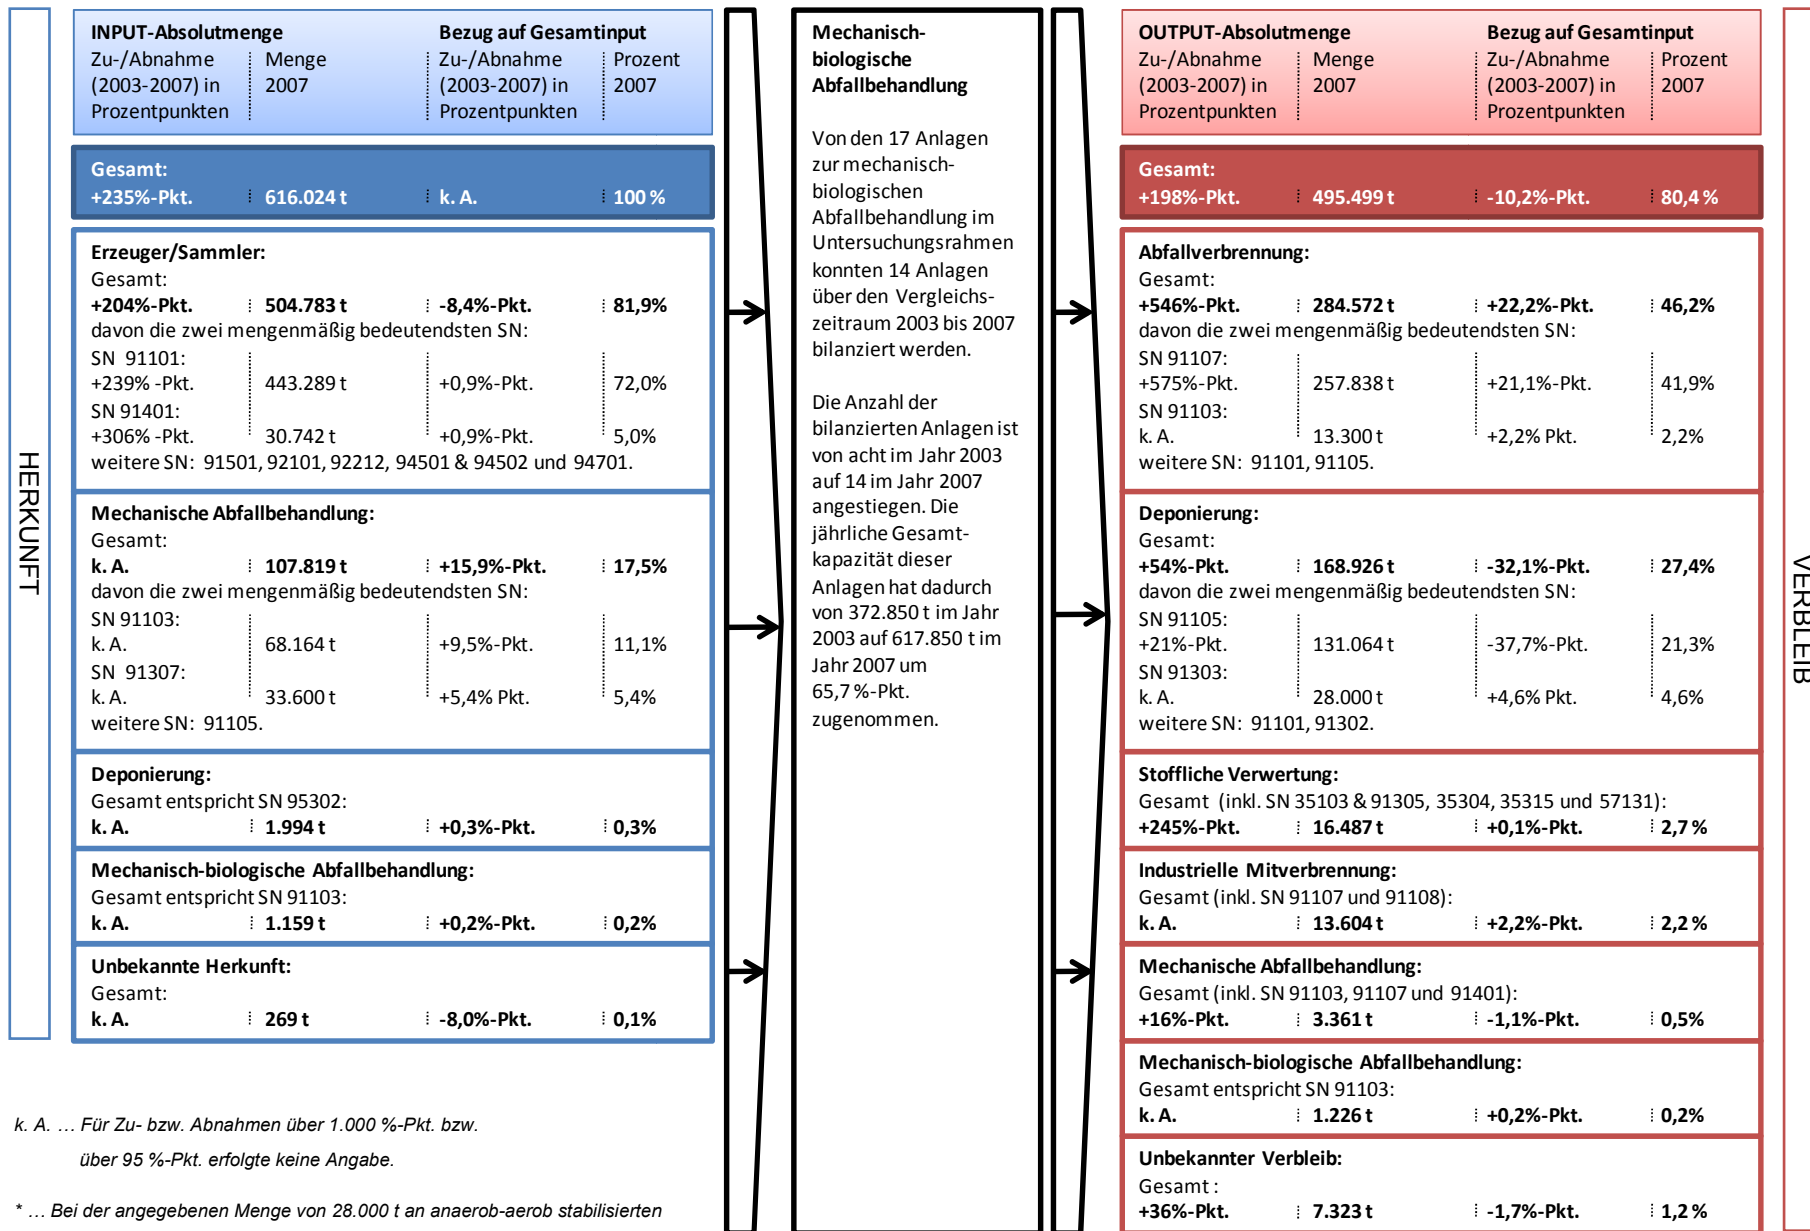 HERKUNFT
INPUT-Absolutmenge Bezug auf Gesamtinput
Zu-/Abnahme Menge Zu-/Abnahme Prozent
(2003-2007) in 2007 (2003-2007) in 2007
Prozentpunkten Prozentpunkten
Gesamt:
+235%-Pkt. 616.024 t k. A. 100 %
Erzeuger/Sammler:
Gesamt:
+204%-Pkt. 504.783 t -8,4%-Pkt. 81,9%
davon die zwei mengenmäßig bedeutendsten SN:
SN 91101:
+239% -Pkt. 443.289 t +0,9%-Pkt. 72,0%
SN 91401:
+306% -Pkt. 30.742 t +0,9%-Pkt. 5,0%
weitere SN: 91501, 92101, 92212, 94501 & 94502 und 94701.
Mechanische Abfallbehandlung:
Gesamt:
k. A. 107.819 t +15,9%-Pkt. 17,5%
davon die zwei mengenmäßig bedeutendsten SN:
SN 91103:
k. A. 68.164 t +9,5%-Pkt. 11,1%
SN 91307:
k. A. 33.600 t +5,4% Pkt. 5,4%
weitere SN: 91105.
Deponierung:
Gesamt entspricht SN 95302:
k. A. 1.994 t +0,3%-Pkt. 0,3%
Mechanisch-biologische Abfallbehandlung:
Gesamt entspricht SN 91103:
k. A. 1.159 t +0,2%-Pkt. 0,2%
Unbekannte Herkunft:
Gesamt:
k. A. 269 t -8,0%-Pkt. 0,1%
k. A. … Für Zu- bzw. Abnahmen über 1.000 %-Pkt. bzw.
über 95 %-Pkt. erfolgte keine Angabe.
* … Bei der angegebenen Menge von 28.000 t an anaerob-aerob stabilisierten
Mechanisch-
biologische
Abfallbehandlung
Von den 17 Anlagen
zur mechanisch-
biologischen
Abfallbehandlung im
Untersuchungsrahmen
konnten 14 Anlagen
über den Vergleichs-
zeitraum 2003 bis 2007
bilanziert werden.
Die Anzahl der
bilanzierten Anlagen ist
von acht im Jahr 2003
auf 14 im Jahr 2007
angestiegen. Die
jährliche Gesamt-
kapazität dieser
Anlagen hat dadurch
von 372.850 t im Jahr
2003 auf 617.850 t im
Jahr 2007 um
65,7 %-Pkt.
zugenommen.
OUTPUT-Absolutmenge Bezug auf Gesamtinput
Zu-/Abnahme Menge Zu-/Abnahme Prozent
(2003-2007) in 2007 (2003-2007) in 2007
Prozentpunkten Prozentpunkten
Gesamt:
+198%-Pkt. 495.499 t -10,2%-Pkt. 80,4 %
Abfallverbrennung:
Gesamt:
+546%-Pkt. 284.572 t +22,2%-Pkt. 46,2%
davon die zwei mengenmäßig bedeutendsten SN:
SN 91107:
+575%-Pkt. 257.838 t +21,1%-Pkt. 41,9%
SN 91103:
k. A. 13.300 t +2,2% Pkt. 2,2%
weitere SN: 91101, 91105.
Deponierung:
Gesamt:
+54%-Pkt. 168.926 t -32,1%-Pkt. 27,4%
davon die zwei mengenmäßig bedeutendsten SN:
SN 91105:
+21%-Pkt. 131.064 t -37,7%-Pkt. 21,3%
SN 91303:
k. A. 28.000 t +4,6% Pkt. 4,6%
weitere SN: 91101, 91302.
Stoffliche Verwertung:
Gesamt (inkl. SN 35103 & 91305, 35304, 35315 und 57131):
+245%-Pkt. 16.487 t +0,1%-Pkt. 2,7 %
Industrielle Mitverbrennung:
Gesamt (inkl. SN 91107 und 91108):
k. A. 13.604 t +2,2%-Pkt. 2,2 %
Mechanische Abfallbehandlung:
Gesamt (inkl. SN 91103, 91107 und 91401):
+16%-Pkt. 3.361 t -1,1%-Pkt. 0,5%
Mechanisch-biologische Abfallbehandlung:
Gesamt entspricht SN 91103:
k. A. 1.226 t +0,2%-Pkt. 0,2%
Unbekannter Verbleib:
Gesamt :
+36%-Pkt. 7.323 t -1,7%-Pkt. 1,2 %
VERBLEIB